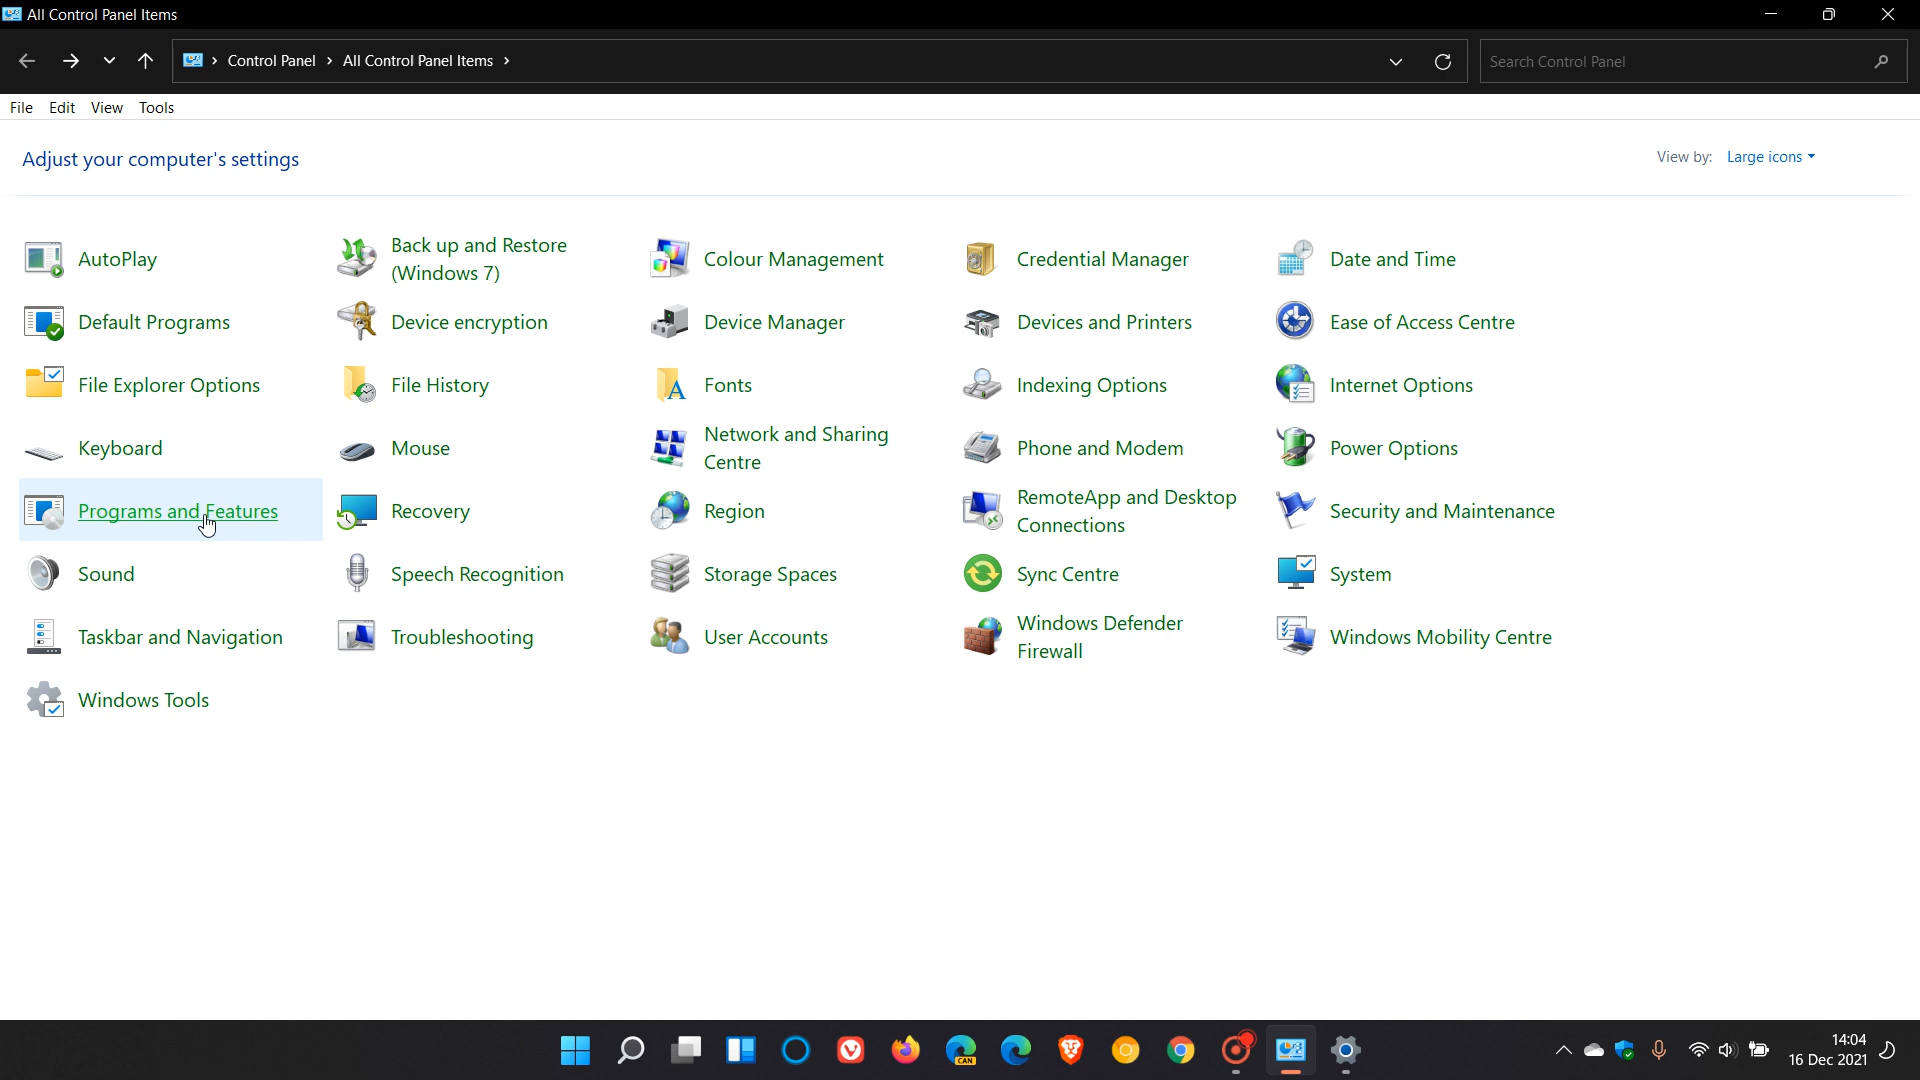 All Control Panel Items
Control Panel All Control Panel Items
Search Control Panel
File Edit View Tools
Adjust your computer's settings
View by: Large icons
AutoPlay
Back up and Restore
(Windows 7)
Colour Management
Credential Manager
Date and Time
Default Programs
Device encryption
Device Manager
Devices and Printers
Ease of Access Centre
File Explorer Options
File History
Fonts
Indexing Options
Internet Options
Keyboard
Mouse
Network and Sharing
Centre
Phone and Modem
Power Options
Programs and Features
Recovery
Region
RemoteApp and Desktop
Connections
Security and Maintenance
Sound
Speech Recognition
Storage Spaces
Sync Centre
System
Taskbar and Navigation
Troubleshooting
User Accounts
Windows Defender
Firewall
Windows Mobility Centre
Windows Tools
CAN
14:04
16 Dec 2021